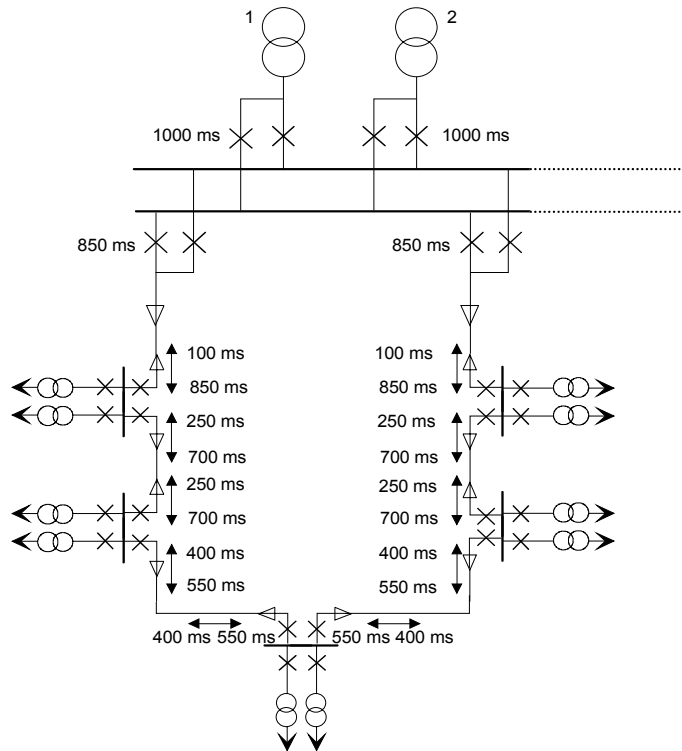 1 2
1000 ms 1000 ms
850 ms 850 ms
100 ms 100 ms
850 ms 850 ms
250 ms 250 ms
700 ms 700 ms
250 ms 250 ms
700 ms 700 ms
400 ms 400 ms
550 ms 550 ms
400 ms 550 ms 550 ms 400 ms